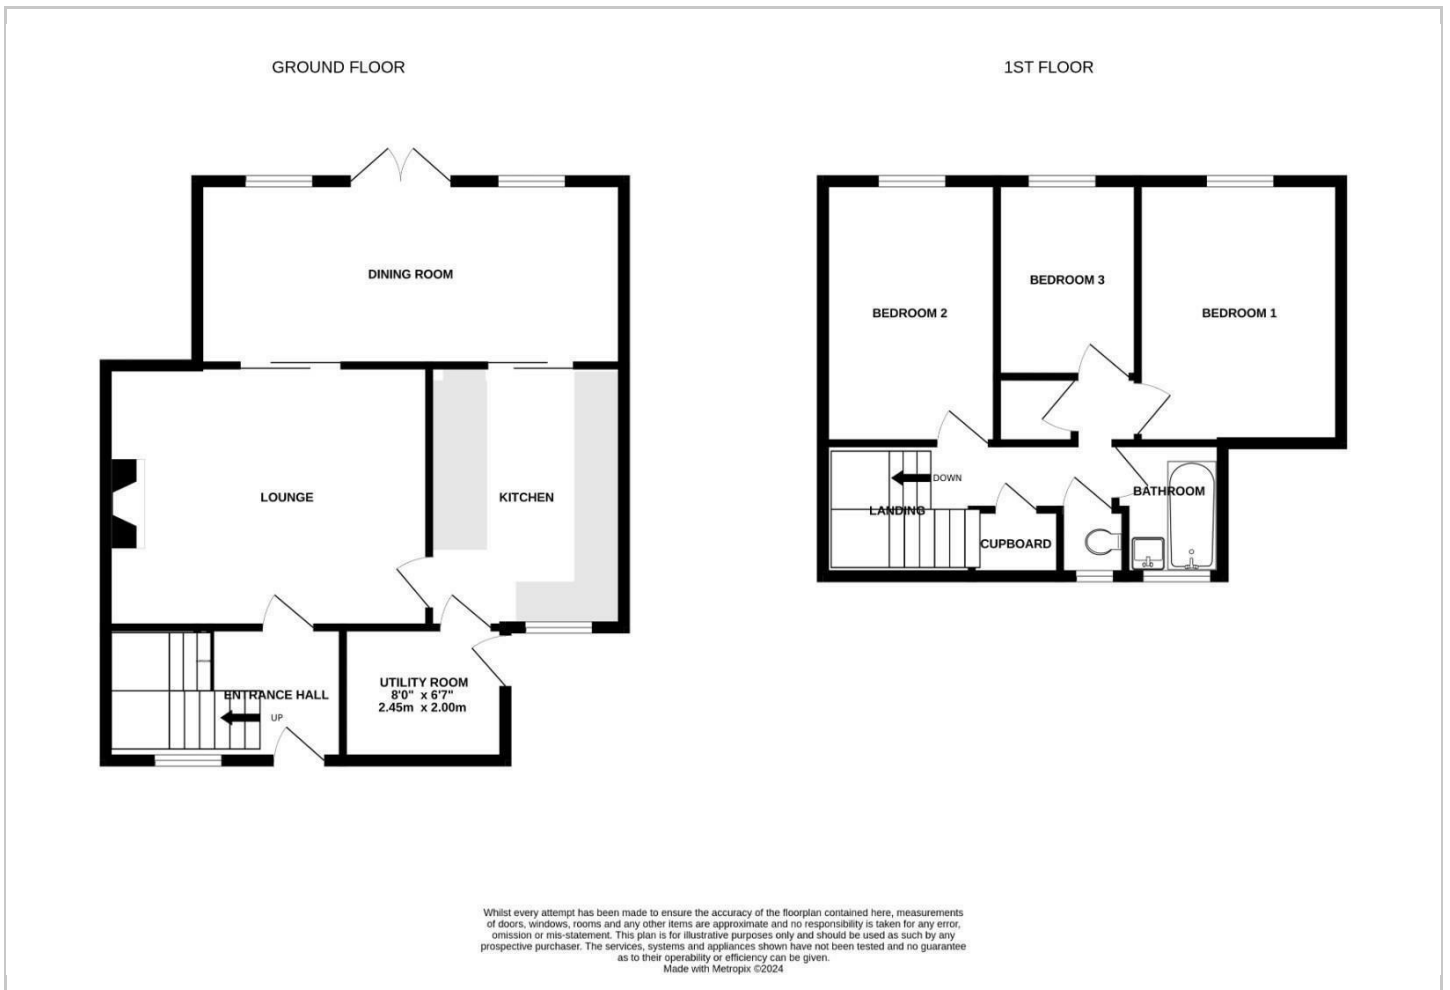 GROUND FLOOR
1ST FLOOR
DINING ROOM
LOUNGE
KITCHEN
UTILITY ROOM
8'0" x 6'7"
2.45m x 2.00m
ENTRANCE HALL
UP
BEDROOM 2
BEDROOM 3
BEDROOM 1
DOWN
LANDING
CUPBOARD
BATHROOM
Whilst every attempt has been made to ensure the accuracy of the floorplan contained here, measurements
of doors, windows, rooms and any other items are approximate and no responsibility is taken for any error,
omission or mis-statement. This plan is for illustrative purposes only and should be used as such by any
prospective purchaser. The services, systems and appliances shown have not been tested and no guarantee
as to their operability or efficiency can be given.
Made with Metropix ©2024